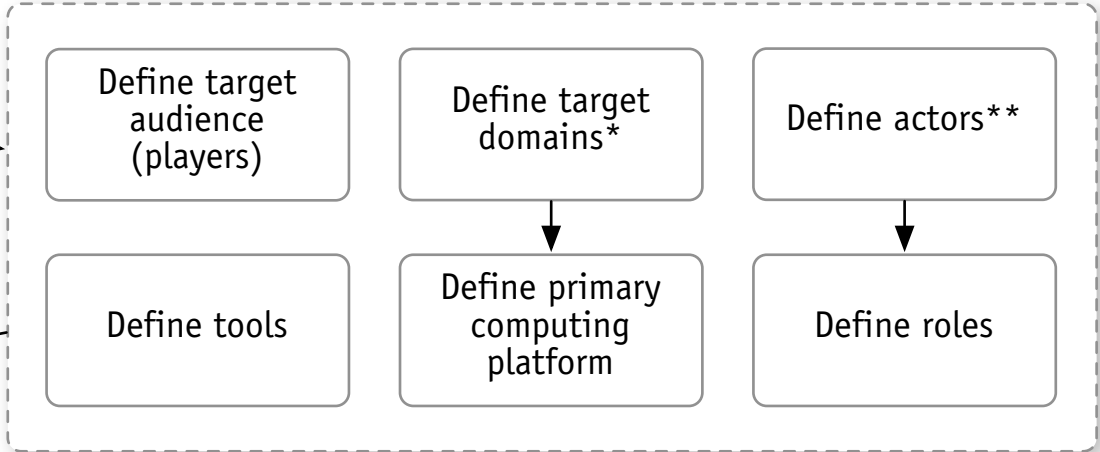 Define target
audience
(players)
Define target
domains*
Define actors**
Define tools
Define primary
computing
platform
Define roles